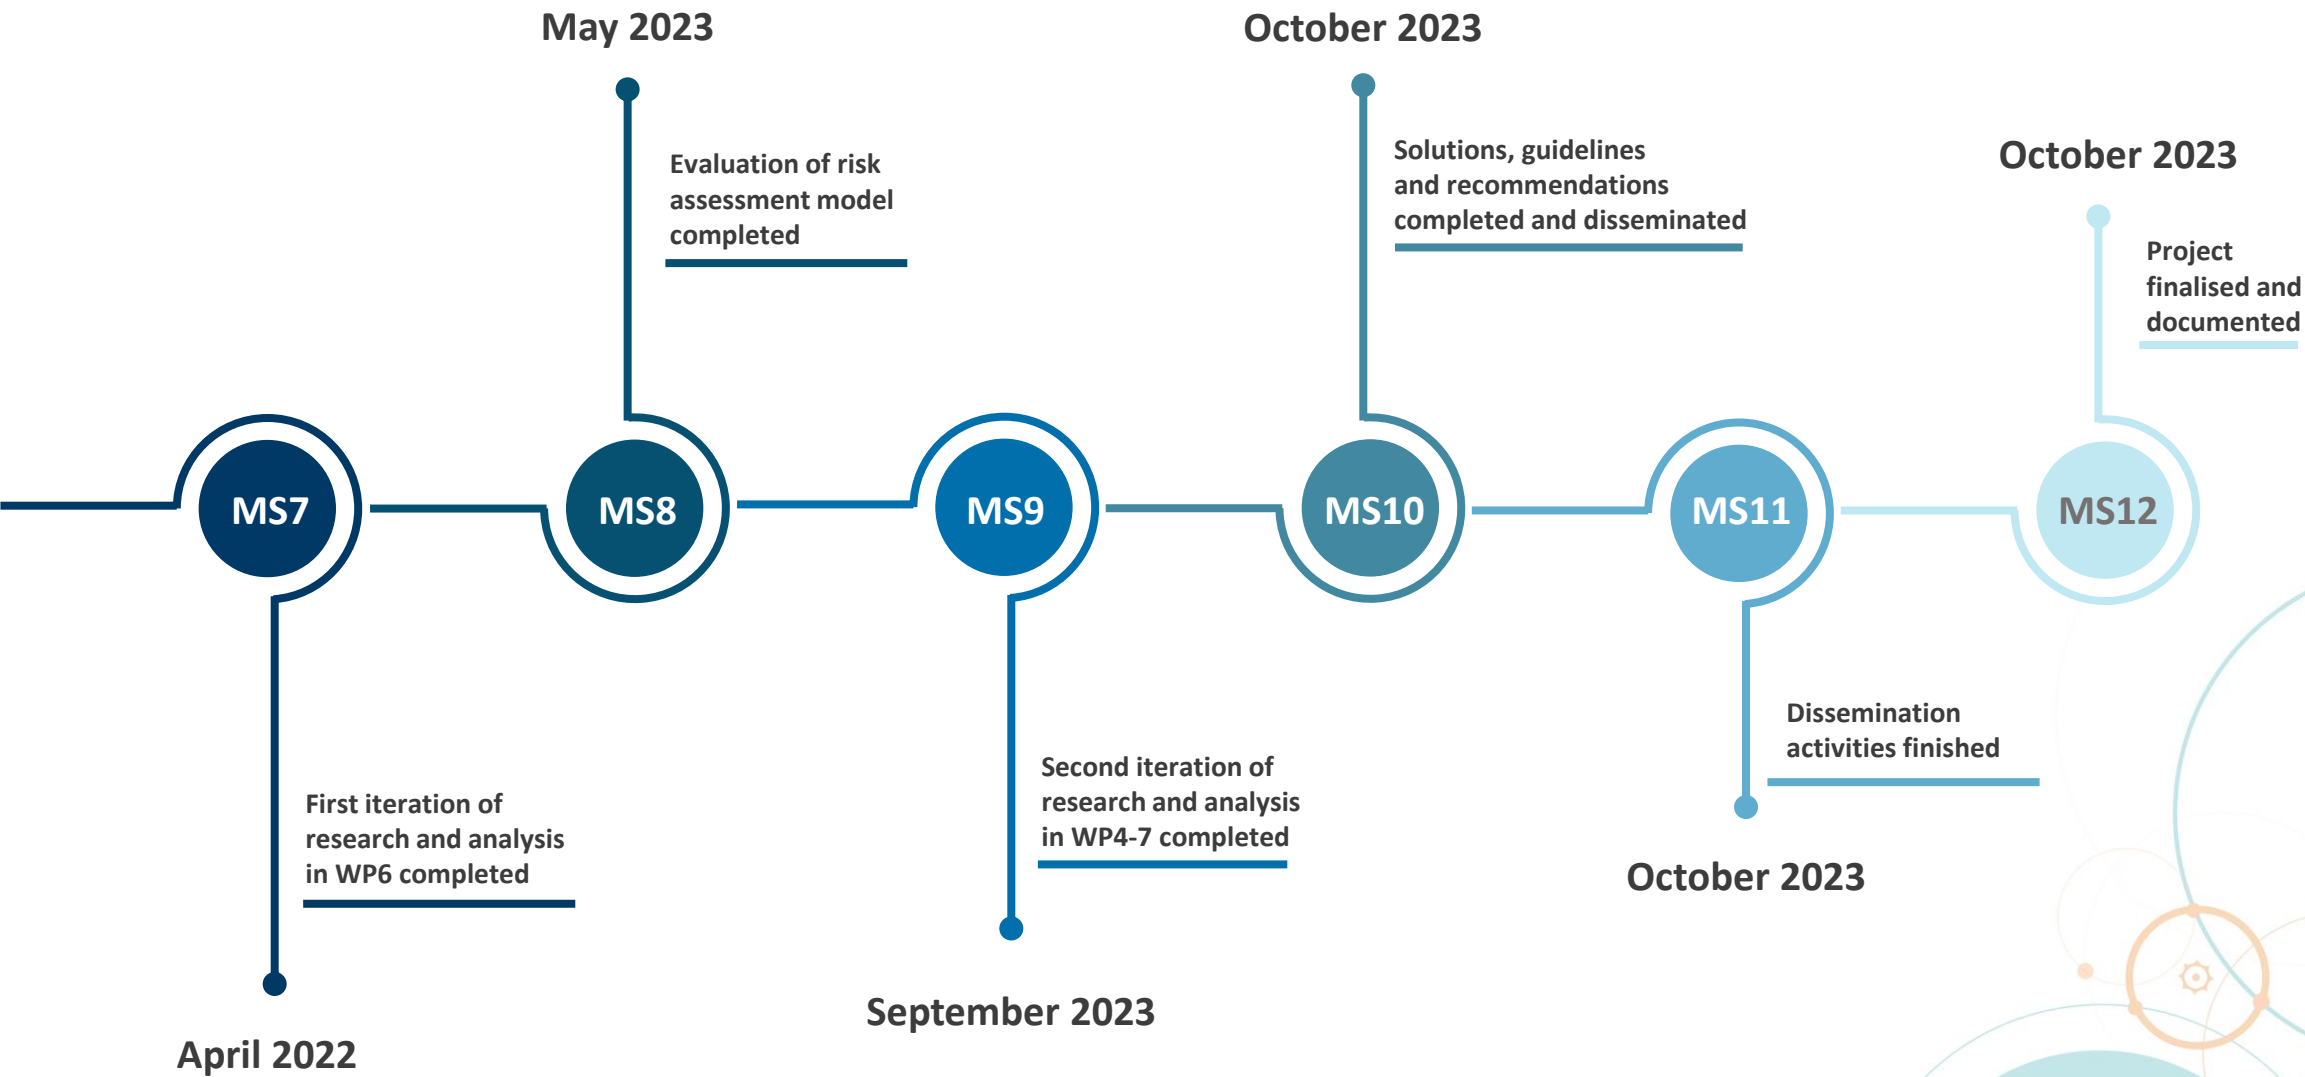 May 2023
October 2023
October 2023
Evaluation of risk
assessment model
completed
Solutions, guidelines
and recommendations
completed and disseminated
Project
finalised and
documented
MS7
MS8
MS9
MS10
MS11
MS12
First iteration of
research and analysis
in WP6 completed
Second iteration of
research and analysis
in WP4-7 completed
Dissemination
activities finished
April 2022
September 2023
October 2023